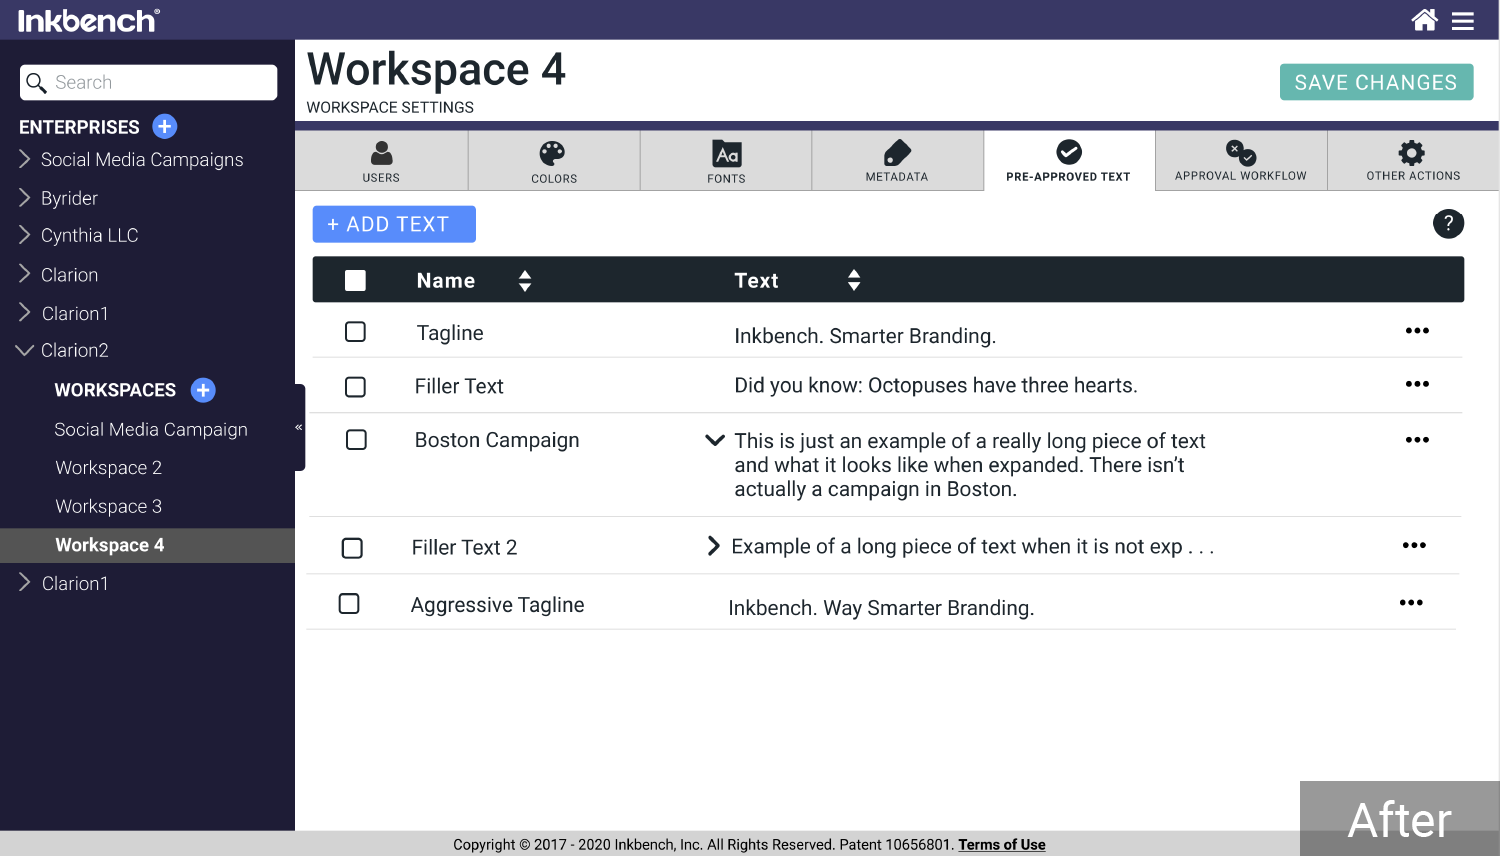 Inkbench®
Workspace 4
WORKSPACE SETTINGS
SAVE CHANGES
Search
ENTERPRISES +
Social Media Campaigns
Byrider
Cynthia LLC
Clarion
Clarion1
Clarion2
WORKSPACES +
Social Media Campaign
Workspace 2
Workspace 3
Workspace 4
Clarion1
«
USERS
COLORS
Aa
FONTS
METADATA
PRE-APPROVED TEXT
APPROVAL WORKFLOW
OTHER ACTIONS
+ ADD TEXT
?
Name Text
Tagline Inkbench. Smarter Branding.
Filler Text Did you know: Octopuses have three hearts.
Boston Campaign This is just an example of a really long piece of text
and what it looks like when expanded. There isn’t
actually a campaign in Boston.
Filler Text 2 Example of a long piece of text when it is not exp . . .
Aggressive Tagline Inkbench. Way Smarter Branding.
After
Copyright © 2017 - 2020 Inkbench, Inc. All Rights Reserved. Patent 10656801. Terms of Use